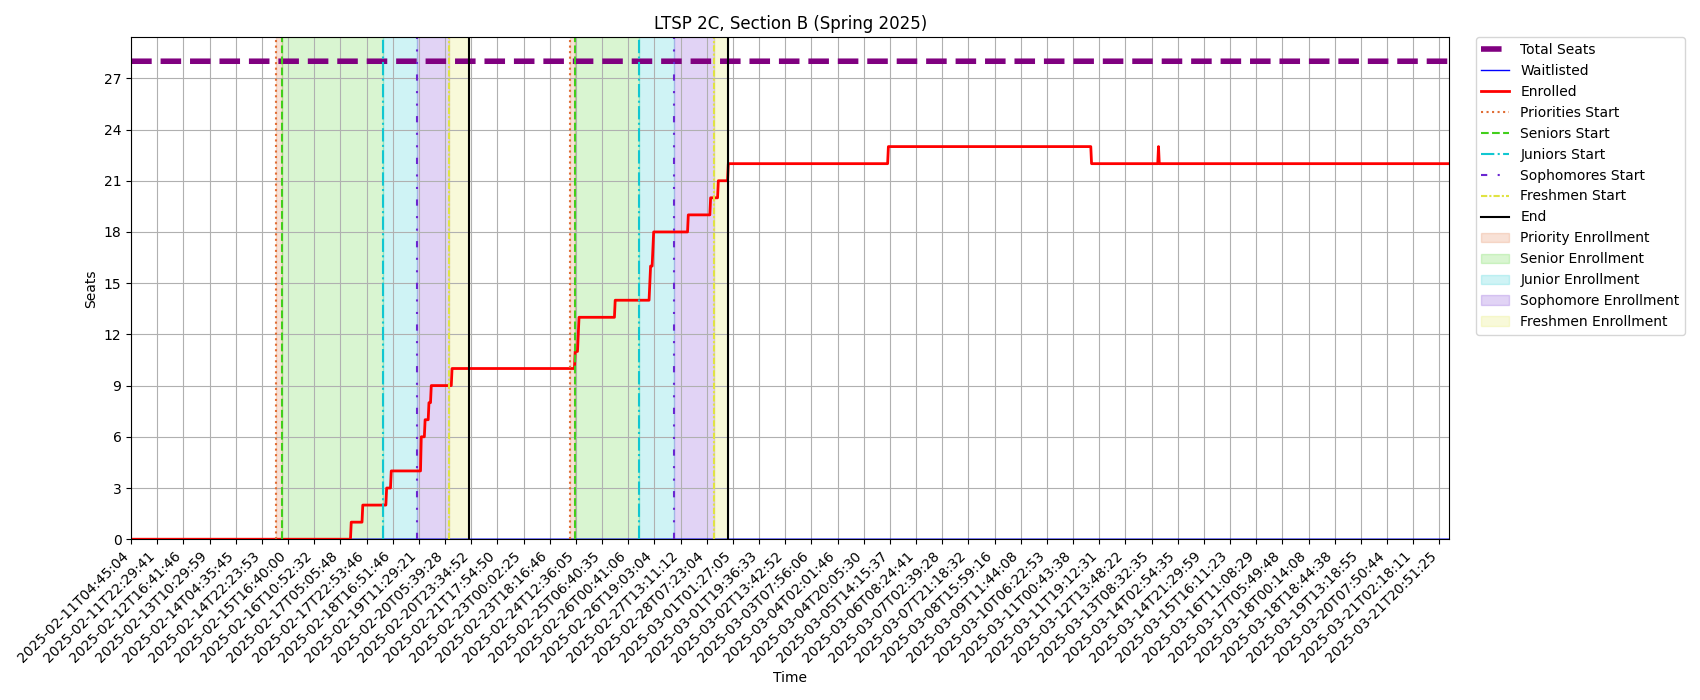 LTSP 2C, Section B (Spring 2025)
Total Seats
Waitlisted
Enrolled
Priorities Start
Seniors Start
Juniors Start
Sophomores Start
Freshmen Start
End
Priority Enrollment
Senior Enrollment
Junior Enrollment
Sophomore Enrollment
Freshmen Enrollment
Seats
27
24
21
18
15
12
9
6
3
0
2025-02-11T04:45:04
2025-02-11T22:29:41
2025-02-12T16:41:46
2025-02-13T10:29:59
2025-02-14T04:35:45
2025-02-14T22:23:53
2025-02-15T16:40:00
2025-02-16T10:52:32
2025-02-17T05:05:48
2025-02-17T22:53:46
2025-02-18T16:51:46
2025-02-19T11:29:21
2025-02-20T05:39:28
2025-02-20T23:34:52
2025-02-21T17:54:50
2025-02-23T00:02:25
2025-02-23T18:16:46
2025-02-24T12:36:05
2025-02-25T06:40:35
2025-02-26T00:41:06
2025-02-26T19:03:04
2025-02-27T13:11:12
2025-02-28T07:23:04
2025-03-01T01:27:05
2025-03-01T19:36:33
2025-03-02T13:42:52
2025-03-03T07:56:06
2025-03-04T02:01:46
2025-03-04T20:05:30
2025-03-05T14:15:37
2025-03-06T08:24:41
2025-03-07T02:39:28
2025-03-07T21:18:32
2025-03-08T15:59:16
2025-03-09T11:44:08
2025-03-10T06:22:53
2025-03-11T00:43:38
2025-03-11T19:12:31
2025-03-12T13:48:22
2025-03-13T08:32:35
2025-03-14T02:54:35
2025-03-14T21:29:59
2025-03-15T16:11:23
2025-03-16T11:08:29
2025-03-17T05:49:48
2025-03-18T00:14:08
2025-03-18T18:44:38
2025-03-19T13:18:55
2025-03-20T07:50:44
2025-03-21T02:18:11
2025-03-21T20:51:25
Time